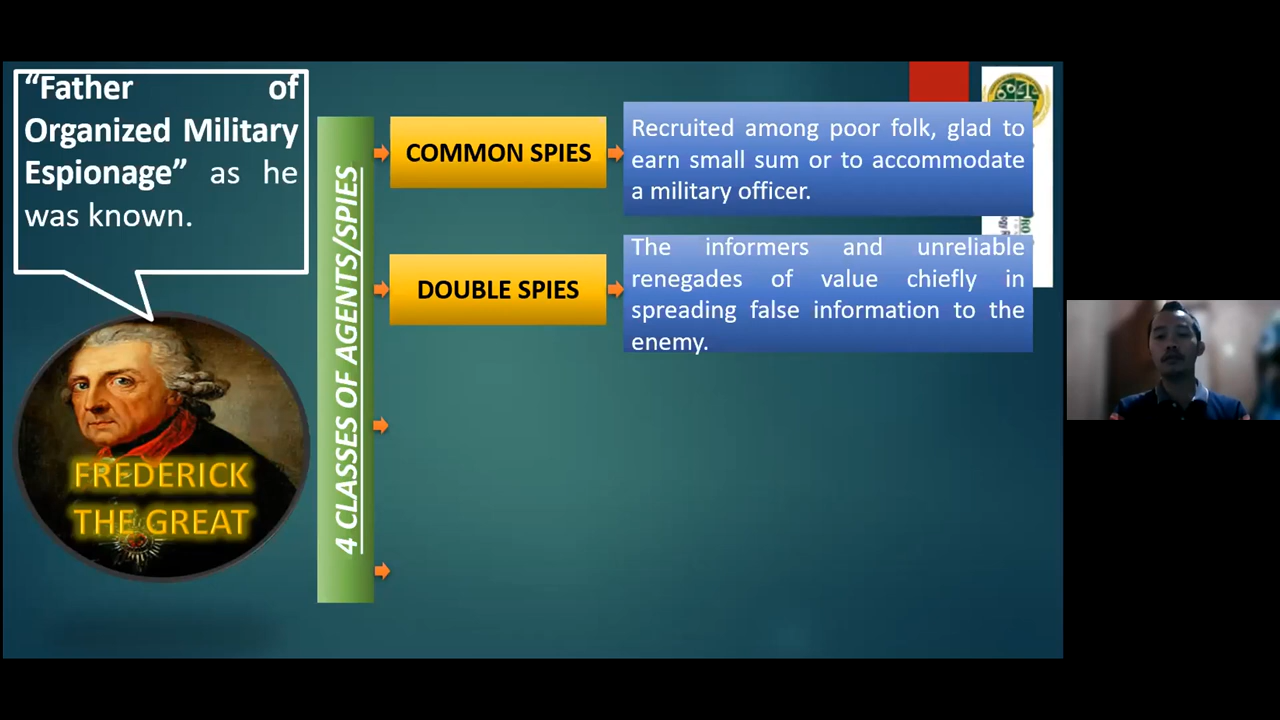 “Father of
Organized Military
Espionage” as he
was known.
FREDERICK
THE GREAT
4 CLASSES OF AGENTS/SPIES
COMMON SPIES
Recruited among poor folk, glad to
earn small sum or to accommodate
a military officer.
DOUBLE SPIES
The informers and unreliable
renegades of value chiefly in
spreading false information to the
enemy.